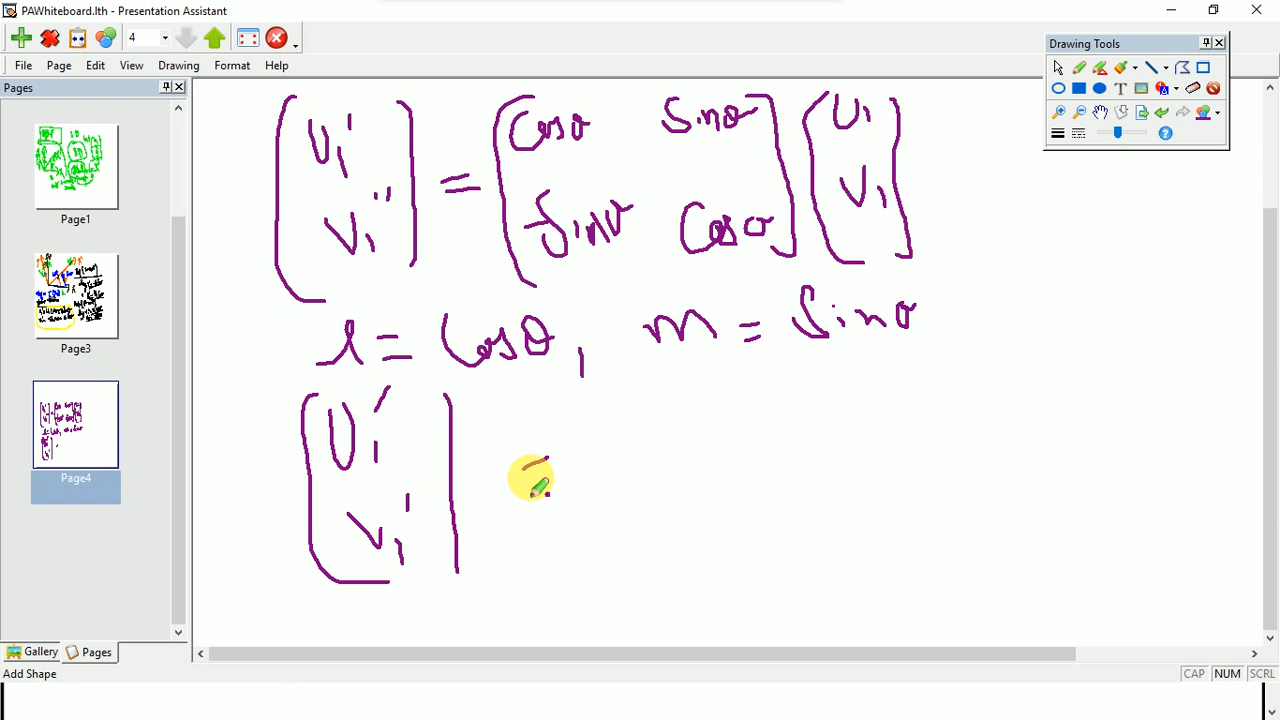 PAWhiteboard.lth - Presentation Assistant
4
File Page Edit View Drawing Format Help
Pages
Page1
Page3
Page4
Gallery Pages
Add Shape
CAP NUM SCRL
Drawing Tools
T
U1' = Cosθ Sinθ U1
V1' -Sinθ Cosθ V1
l = Cosθ, m = Sinθ
U1' =
V1'